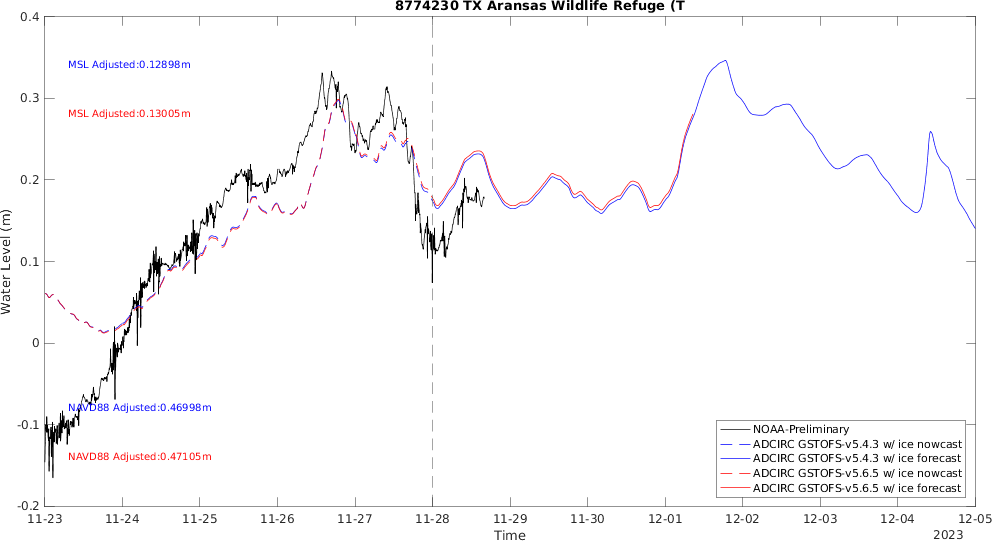 8774230 TX Aransas Wildlife Refuge (T
0.4
0.3
0.2
0.1
0
-0.1
-0.2
Water Level (m)
MSL Adjusted:0.12898m
MSL Adjusted:0.13005m
NAVD88 Adjusted:0.46998m
NAVD88 Adjusted:0.47105m
NOAA-Preliminary
ADCIRC GSTOFS-v5.4.3 w/ ice nowcast
ADCIRC GSTOFS-v5.4.3 w/ ice forecast
ADCIRC GSTOFS-v5.6.5 w/ ice nowcast
ADCIRC GSTOFS-v5.6.5 w/ ice forecast
11-23 11-24 11-25 11-26 11-27 11-28 11-29 11-30 12-01 12-02 12-03 12-04 12-05
Time
2023